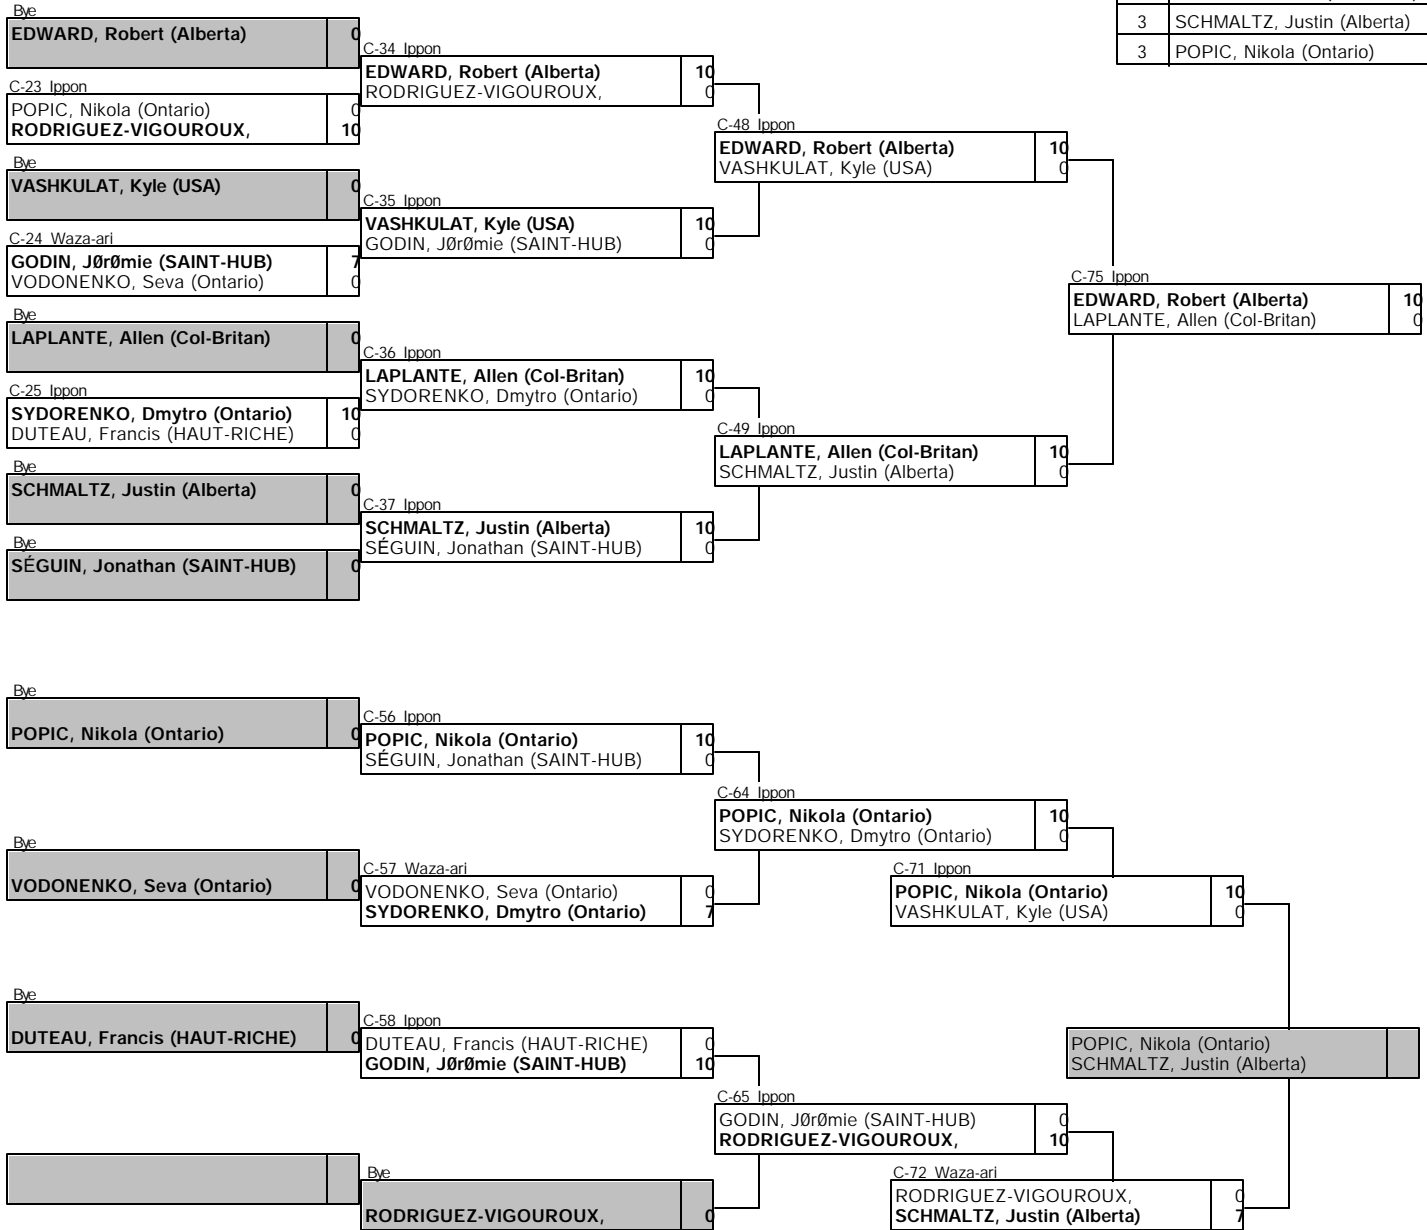 3 SCHMALTZ, Justin (Alberta)
3 POPIC, Nikola (Ontario)
Bye
EDWARD, Robert (Alberta) 0
C-23 Ippon
POPIC, Nikola (Ontario) 0
RODRIGUEZ-VIGOUROUX, 10
Bye
VASHKULAT, Kyle (USA) 0
C-24 Waza-ari
GODIN, JØrØmie (SAINT-HUB) 7
VODONENKO, Seva (Ontario) 0
Bye
LAPLANTE, Allen (Col-Britan) 0
C-25 Ippon
SYDORENKO, Dmytro (Ontario) 10
DUTEAU, Francis (HAUT-RICHE) 0
Bye
SCHMALTZ, Justin (Alberta) 0
Bye
SÉGUIN, Jonathan (SAINT-HUB) 0
C-34 Ippon
EDWARD, Robert (Alberta) 10
RODRIGUEZ-VIGOUROUX, 0
C-35 Ippon
VASHKULAT, Kyle (USA) 10
GODIN, JØrØmie (SAINT-HUB) 0
C-36 Ippon
LAPLANTE, Allen (Col-Britan) 10
SYDORENKO, Dmytro (Ontario) 0
C-37 Ippon
SCHMALTZ, Justin (Alberta) 10
SÉGUIN, Jonathan (SAINT-HUB) 0
C-48 Ippon
EDWARD, Robert (Alberta) 10
VASHKULAT, Kyle (USA) 0
C-49 Ippon
LAPLANTE, Allen (Col-Britan) 10
SCHMALTZ, Justin (Alberta) 0
C-75 Ippon
EDWARD, Robert (Alberta) 10
LAPLANTE, Allen (Col-Britan) 0
Bye
POPIC, Nikola (Ontario) 0
Bye
VODONENKO, Seva (Ontario) 0
Bye
DUTEAU, Francis (HAUT-RICHE) 0
C-56 Ippon
POPIC, Nikola (Ontario) 10
SÉGUIN, Jonathan (SAINT-HUB) 0
C-57 Waza-ari
VODONENKO, Seva (Ontario) 0
SYDORENKO, Dmytro (Ontario) 7
C-58 Ippon
DUTEAU, Francis (HAUT-RICHE) 0
GODIN, JØrØmie (SAINT-HUB) 10
Bye
RODRIGUEZ-VIGOUROUX, 0
C-64 Ippon
POPIC, Nikola (Ontario) 10
SYDORENKO, Dmytro (Ontario) 0
C-65 Ippon
GODIN, JØrØmie (SAINT-HUB) 0
RODRIGUEZ-VIGOUROUX, 10
C-71 Ippon
POPIC, Nikola (Ontario) 10
VASHKULAT, Kyle (USA) 0
C-72 Waza-ari
RODRIGUEZ-VIGOUROUX, 0
SCHMALTZ, Justin (Alberta) 7
POPIC, Nikola (Ontario)
SCHMALTZ, Justin (Alberta)